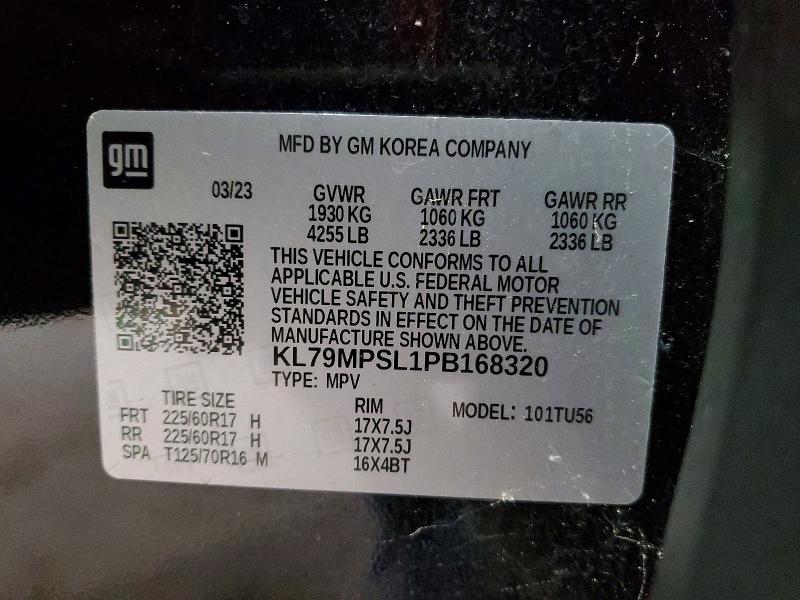 gm
MFD BY GM KOREA COMPANY
03/23 GVWR GAWR FRT GAWR RR
1930 KG 1060 KG 1060 KG
4255 LB 2336 LB 2336 LB
THIS VEHICLE CONFORMS TO ALL
APPLICABLE U.S. FEDERAL MOTOR
VEHICLE SAFETY AND THEFT PREVENTION
STANDARDS IN EFFECT ON THE DATE OF
MANUFACTURE SHOWN ABOVE.
KL79MPSL1PB168320
TYPE: MPV
TIRE SIZE RIM MODEL: 101TU56
FRT 225/60R17 H 17X7.5J
RR 225/60R17 H 17X7.5J
SPA T125/70R16 M 16X4BT